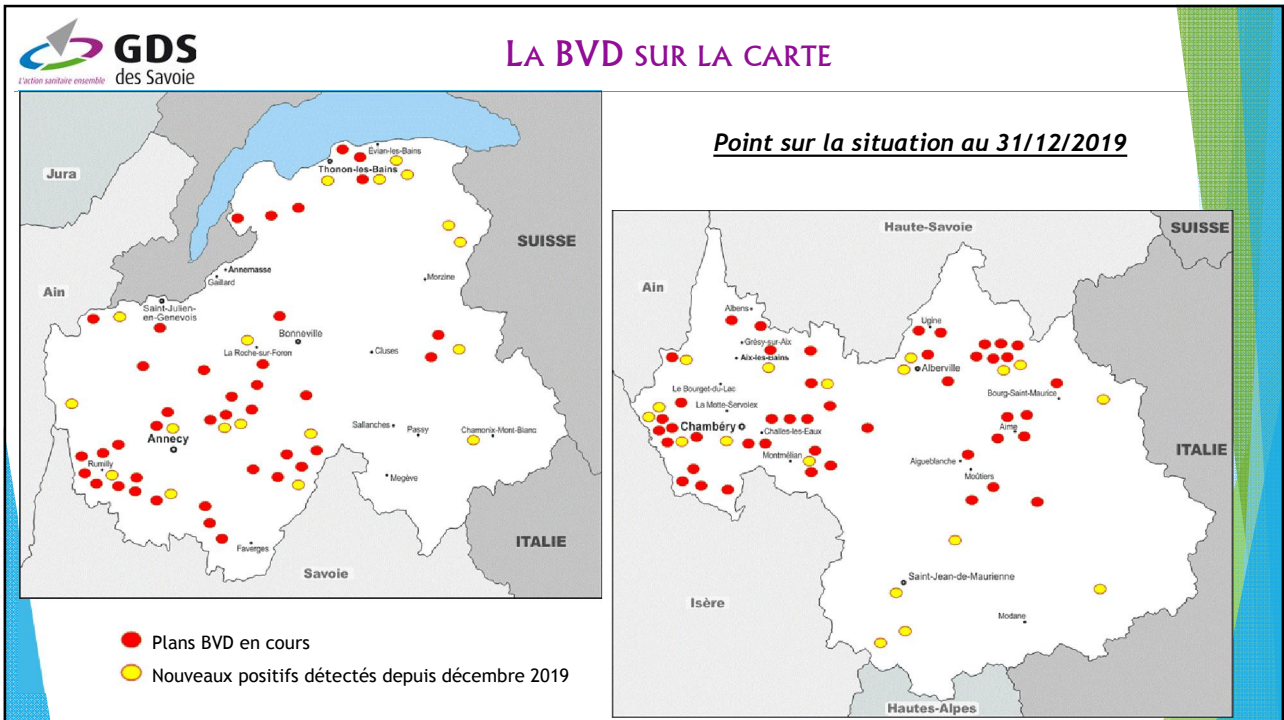 GDS
L'action sanitaire ensemble des Savoie
LA BVD SUR LA CARTE
Point sur la situation au 31/12/2019
Jura
Évian-les-Bains
Thonon-les-Bains
SUISSE
Annemasse
Gaillard
Morzine
Ain
Saint-Julien-
en-Genevois
Bonneville
La Roche-sur-Foron
Cluses
Sallanches
Passy
Chamonix-Mont-Blanc
Annecy
Rumilly
Megève
ITALIE
Faverges
Savoie
Haute-Savoie
SUISSE
Ain
Albens
Ugine
Grésy-sur-Aix
Aix-les-Bains
Alberville
Le Bourget-du-Lac
Bourg-Saint-Maurice
La Motte-Servolex
Chambéry
Challes-les-Eaux
Aime
Montmélian
Aigueblanche
Moûtiers
ITALIE
Saint-Jean-de-Maurienne
Isère
Modane
Hautes-Alpes
Plans BVD en cours
Nouveaux positifs détectés depuis décembre 2019